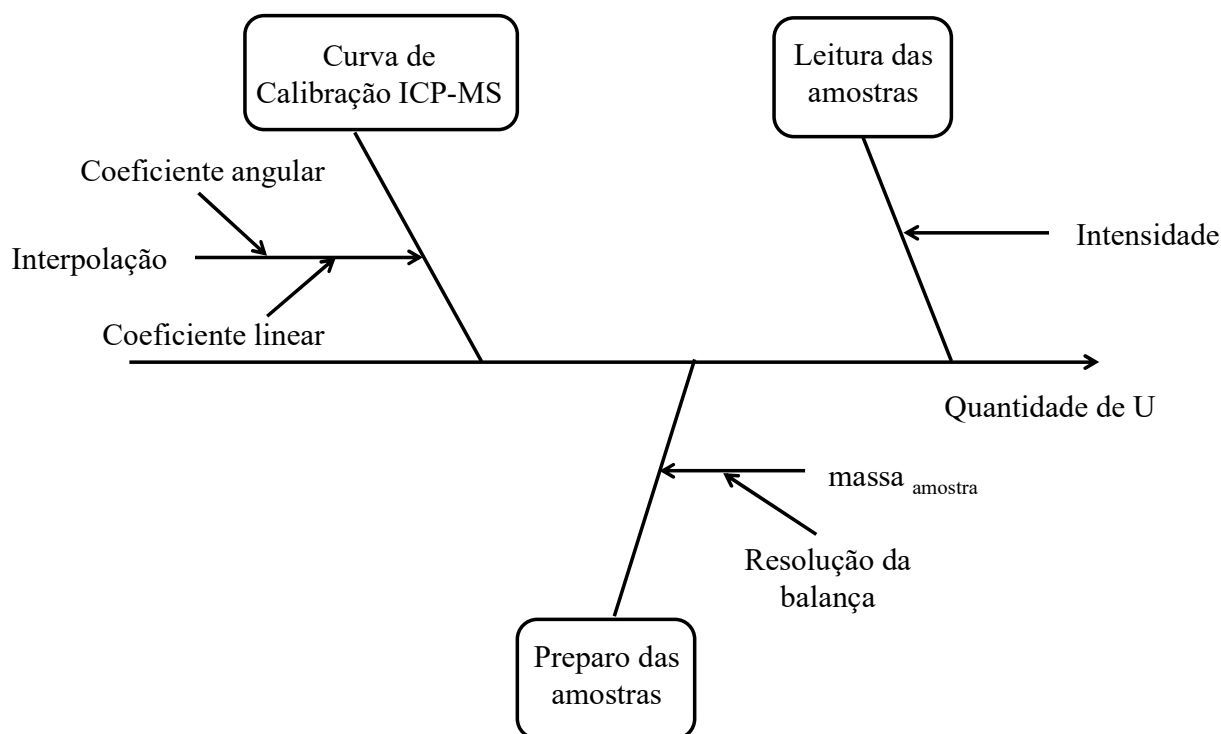 Curva de
Calibração ICP-MS
Leitura das
amostras
Coeficiente angular
Interpolação
Intensidade
Coeficiente linear
Quantidade de U
massa amostra
Resolução da
balança
Preparo das
amostras